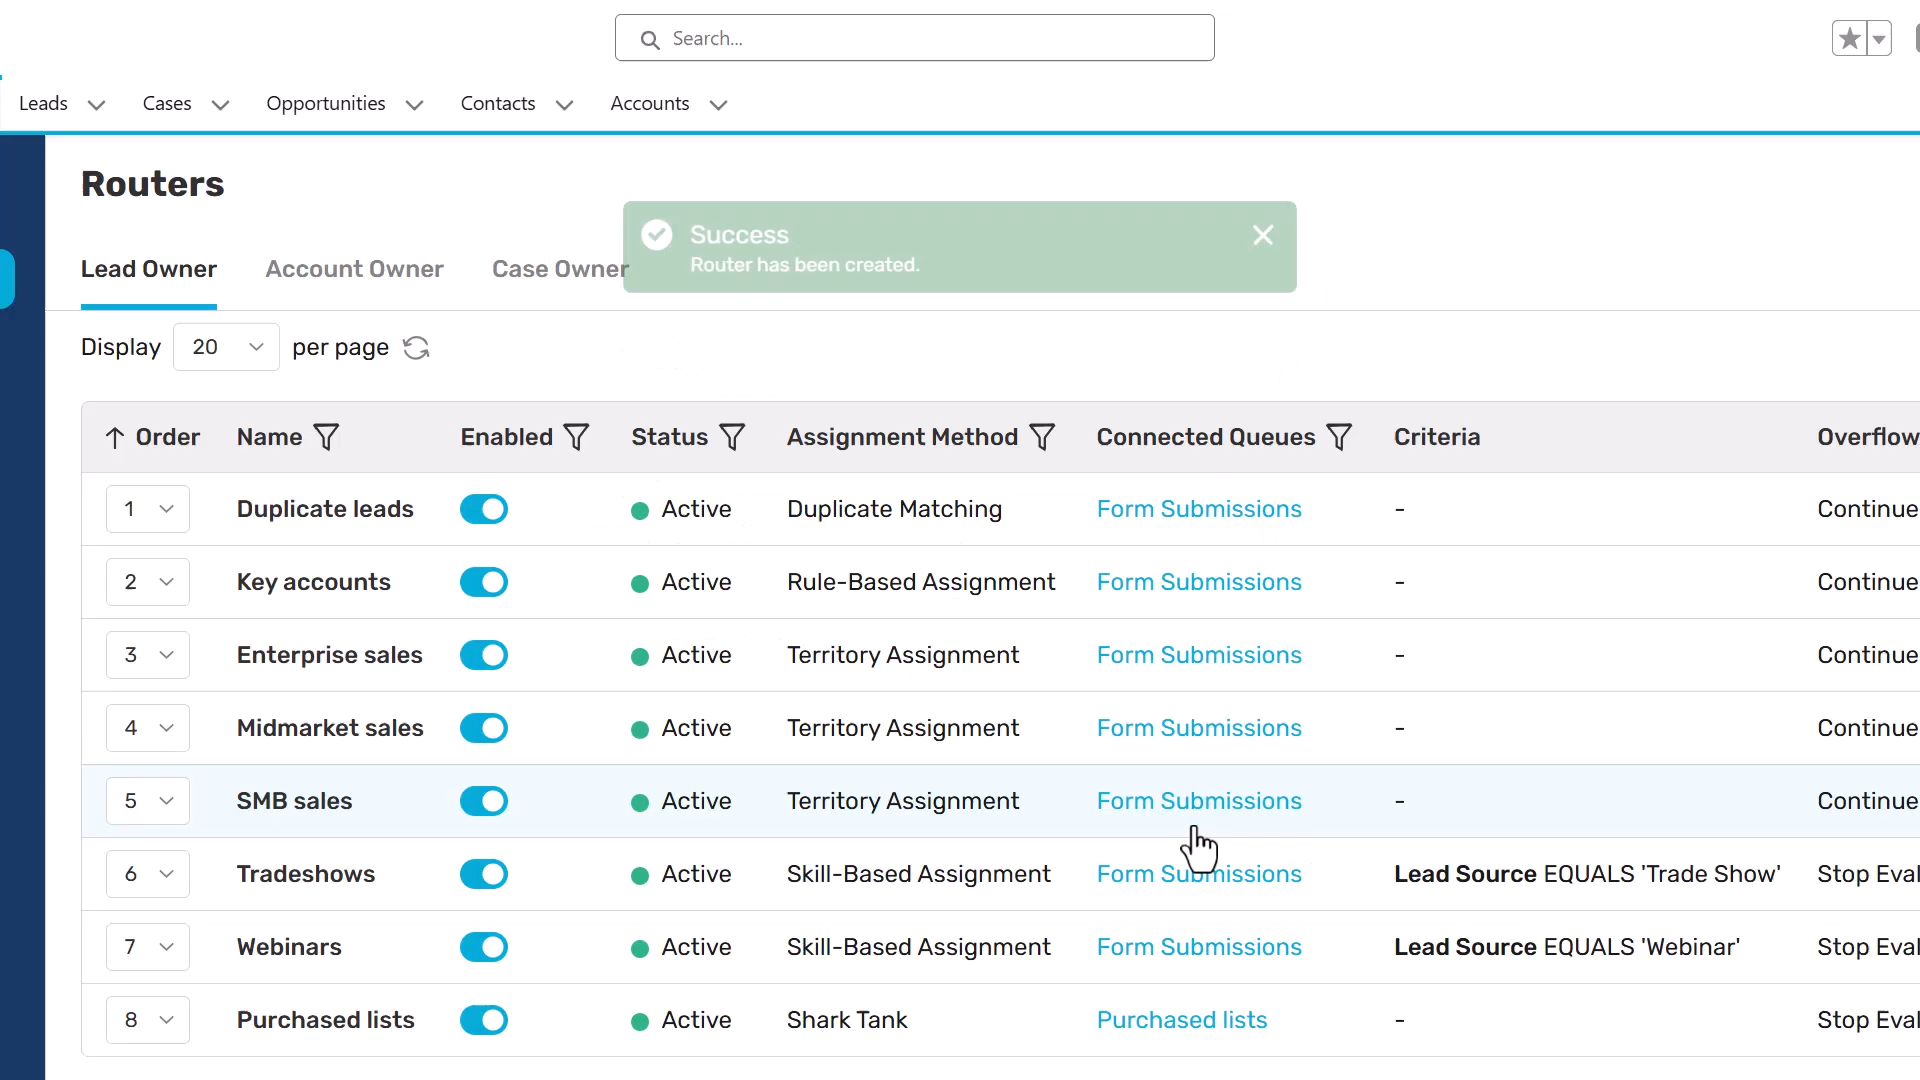 Search...
Leads Cases Opportunities Contacts Accounts
Routers
Success
Router has been created.
Lead Owner Account Owner Case Owner
Display 20 per page
Order Name Enabled Status Assignment Method Connected Queues Criteria Overflow
1 Duplicate leads Active Duplicate Matching Form Submissions - Continue
2 Key accounts Active Rule-Based Assignment Form Submissions - Continue
3 Enterprise sales Active Territory Assignment Form Submissions - Continue
4 Midmarket sales Active Territory Assignment Form Submissions - Continue
5 SMB sales Active Territory Assignment Form Submissions - Continue
6 Tradeshows Active Skill-Based Assignment Form Submissions Lead Source EQUALS 'Trade Show' Stop Eval
7 Webinars Active Skill-Based Assignment Form Submissions Lead Source EQUALS 'Webinar' Stop Eval
8 Purchased lists Active Shark Tank Purchased lists - Stop Eval